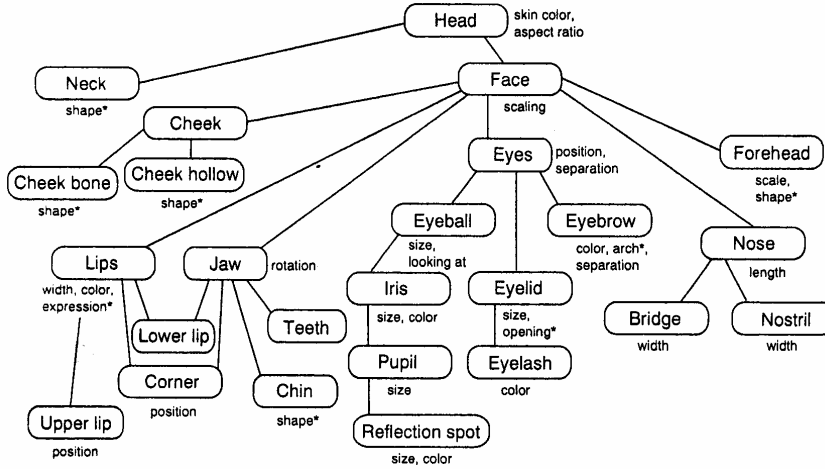 Head
skin color,
aspect ratio
Neck
shape*
Face
scaling
Cheek
Cheek bone
shape*
Cheek hollow
shape*
Eyes
position,
separation
Forehead
scale,
shape*
Eyeball
size,
looking at
Eyebrow
color, arch*,
separation
Nose
length
Lips
width, color,
expression*
Jaw
rotation
Iris
size, color
Eyelid
size,
opening*
Bridge
width
Nostril
width
Lower lip
Teeth
Corner
position
Chin
shape*
Pupil
size
Eyelash
color
Upper lip
position
Reflection spot
size, color